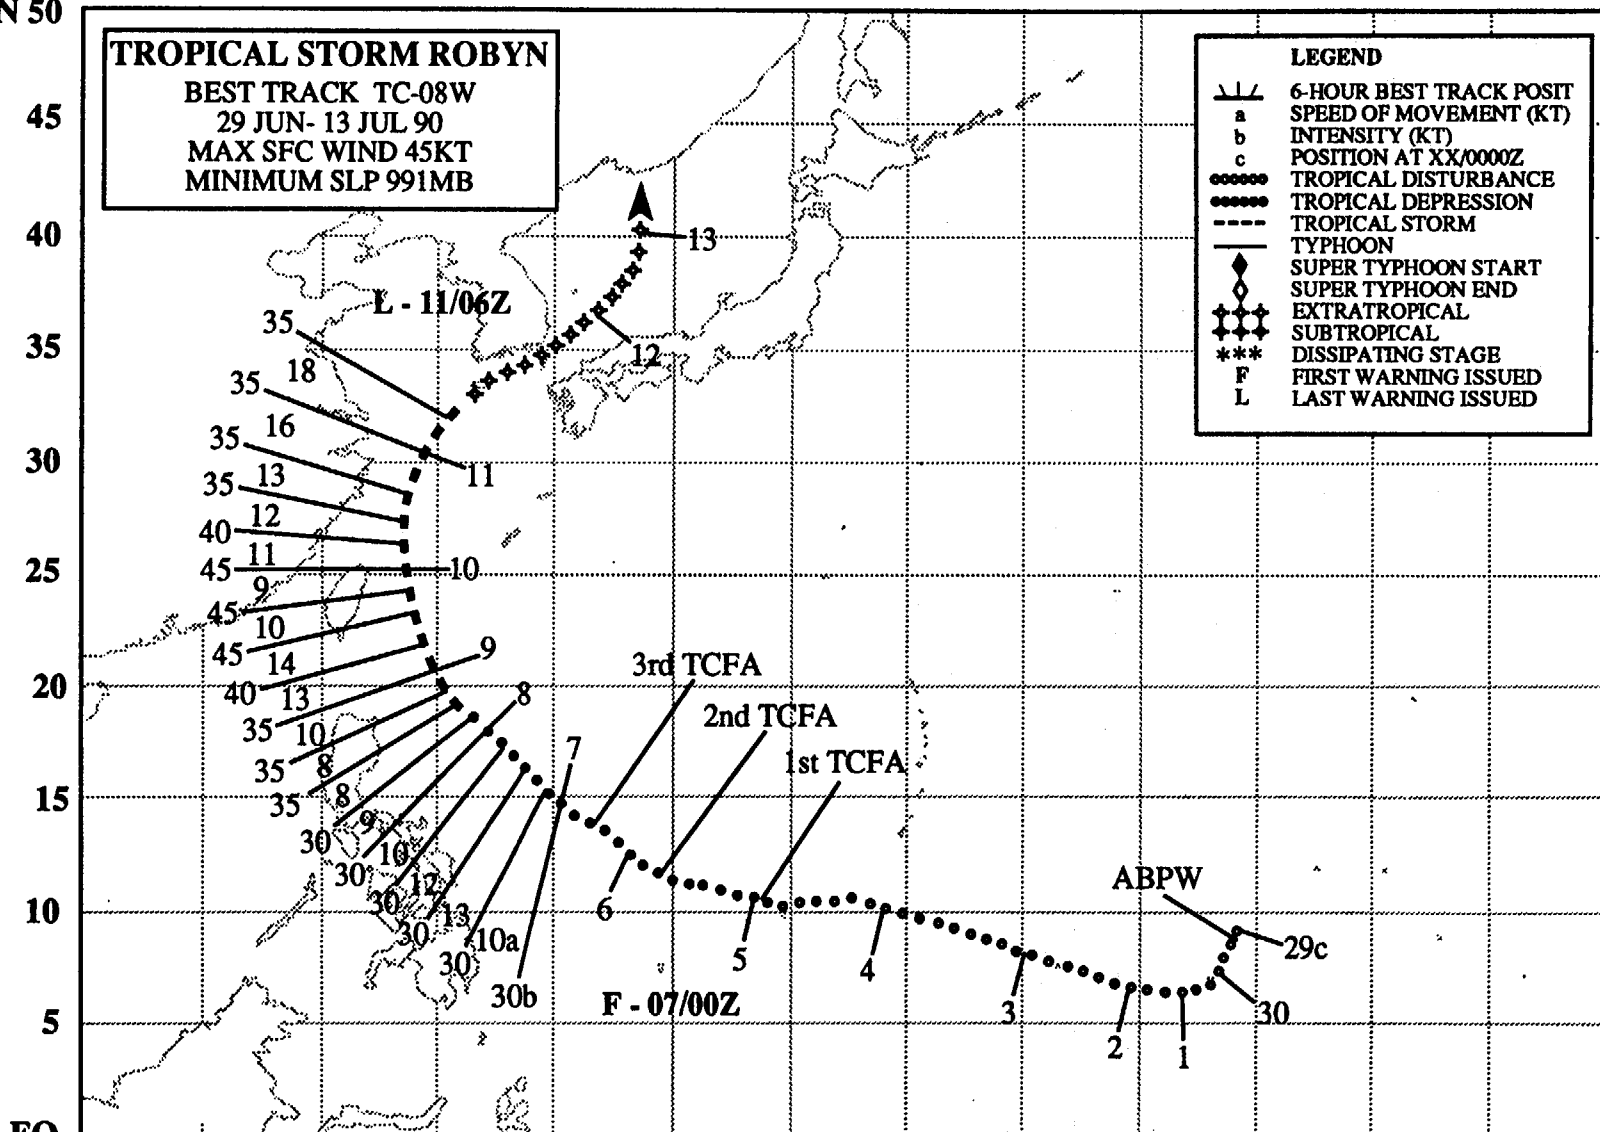 N 50
TROPICAL STORM ROBYN
BEST TRACK TC-08W
29 JUN- 13 JUL 90
MAX SFC WIND 45KT
MINIMUM SLP 991MB
LEGEND
6-HOUR BEST TRACK POSIT
a SPEED OF MOVEMENT (KT)
b INTENSITY (KT)
c POSITION AT XX/0000Z
TROPICAL DISTURBANCE
TROPICAL DEPRESSION
TROPICAL STORM
TYPHOON
SUPER TYPHOON START
SUPER TYPHOON END
EXTRATROPICAL
SUBTROPICAL
*** DISSIPATING STAGE
F FIRST WARNING ISSUED
L LAST WARNING ISSUED
45
40
13
L - 11/06Z
35
35
12
18
35
16
35
30
11
13
35
12
40
11
25
45
10
9
45
10
45
9
14
3rd TCFA
20
40
13
8
2nd TCFA
35
10
7
1st TCFA
35
8
15
35
8
30
9
10
30
ABPW
12
30
13
6
10
30
10a
4
29c
30
5
30b
F - 07/00Z
3
30
5
2
1
EQ